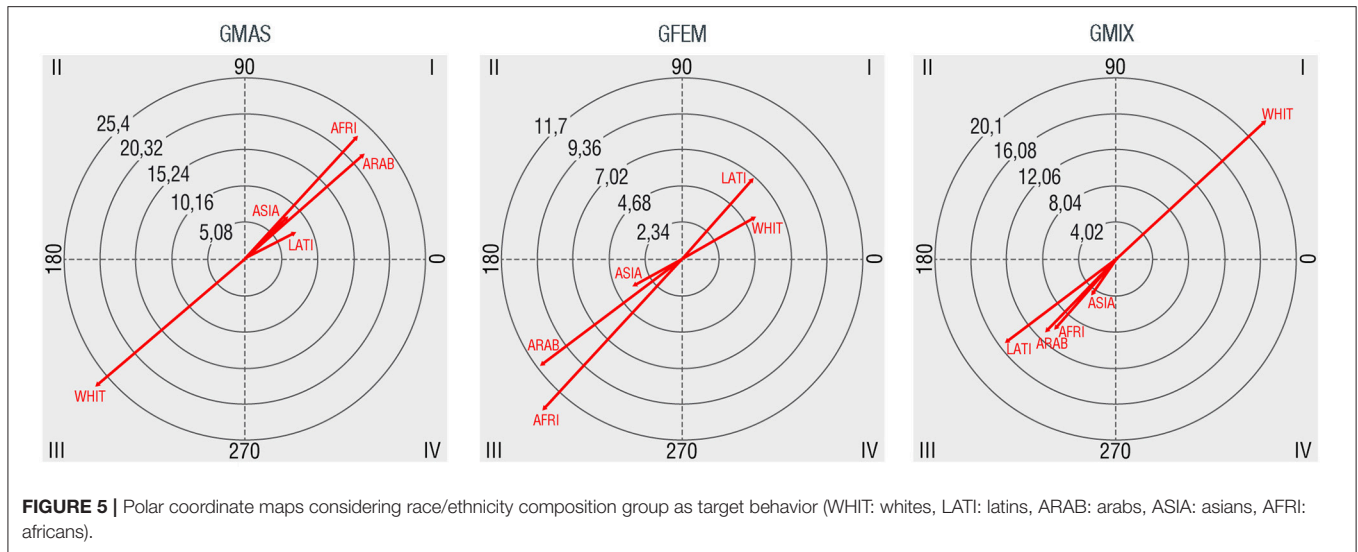 GMAS
II 90 I
25,4
20,32
15,24
10,16
5,08
AFRI
ARAB
ASIA
LATI
180
0
WHIT
III 270 IV
GFEM
II 90 I
11,7
9,36
7,02
4,68
2,34
LATI
WHIT
180
0
ASIA
ARAB
AFRI
III 270 IV
GMIX
II 90 I
WHIT
20,1
16,08
12,06
8,04
4,02
180
0
ASIA
AFRI
ARAB
LATI
III 270 IV
FIGURE 5 | Polar coordinate maps considering race/ethnicity composition group as target behavior (WHIT: whites, LATI: latins, ARAB: arabs, ASIA: asians, AFRI:
africans).